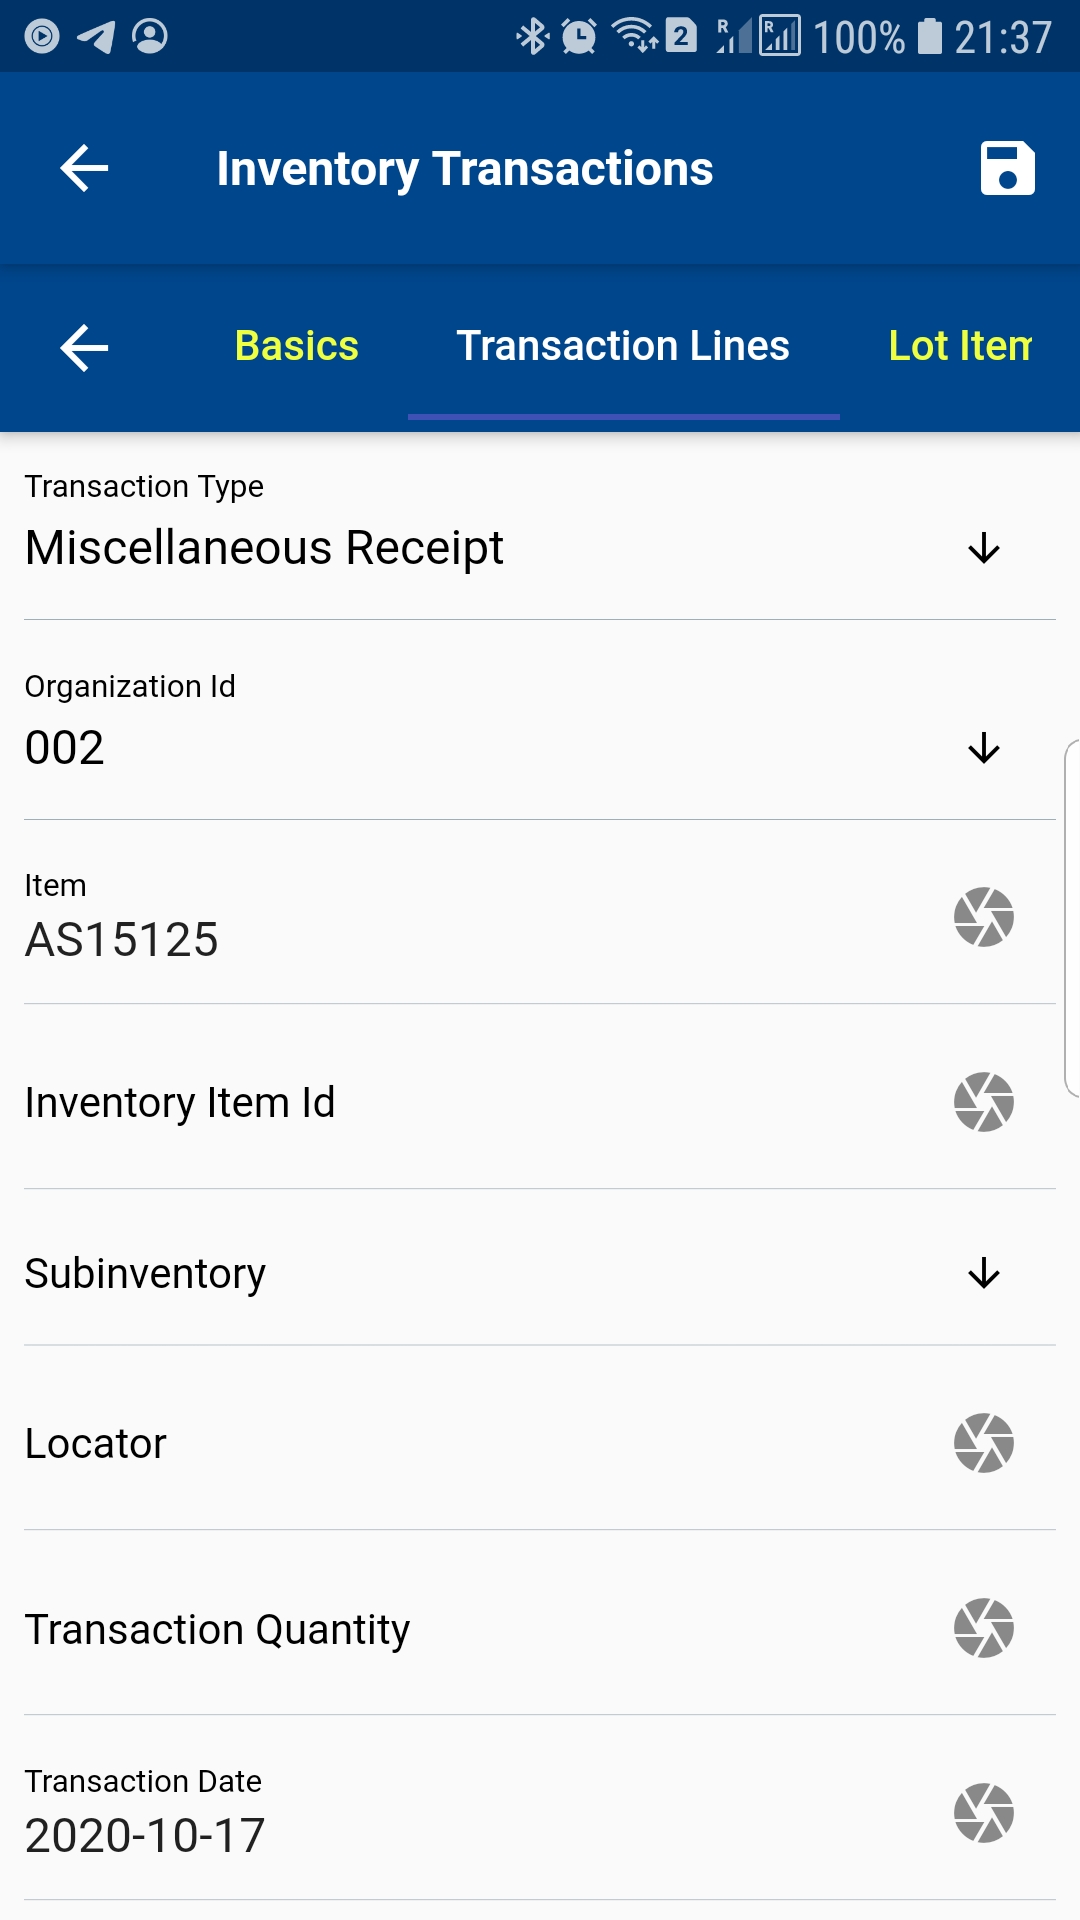 2 R R 100% 21:37
Inventory Transactions
Basics Transaction Lines Lot Item
Transaction Type
Miscellaneous Receipt
Organization Id
002
Item
AS15125
Inventory Item Id
Subinventory
Locator
Transaction Quantity
Transaction Date
2020-10-17